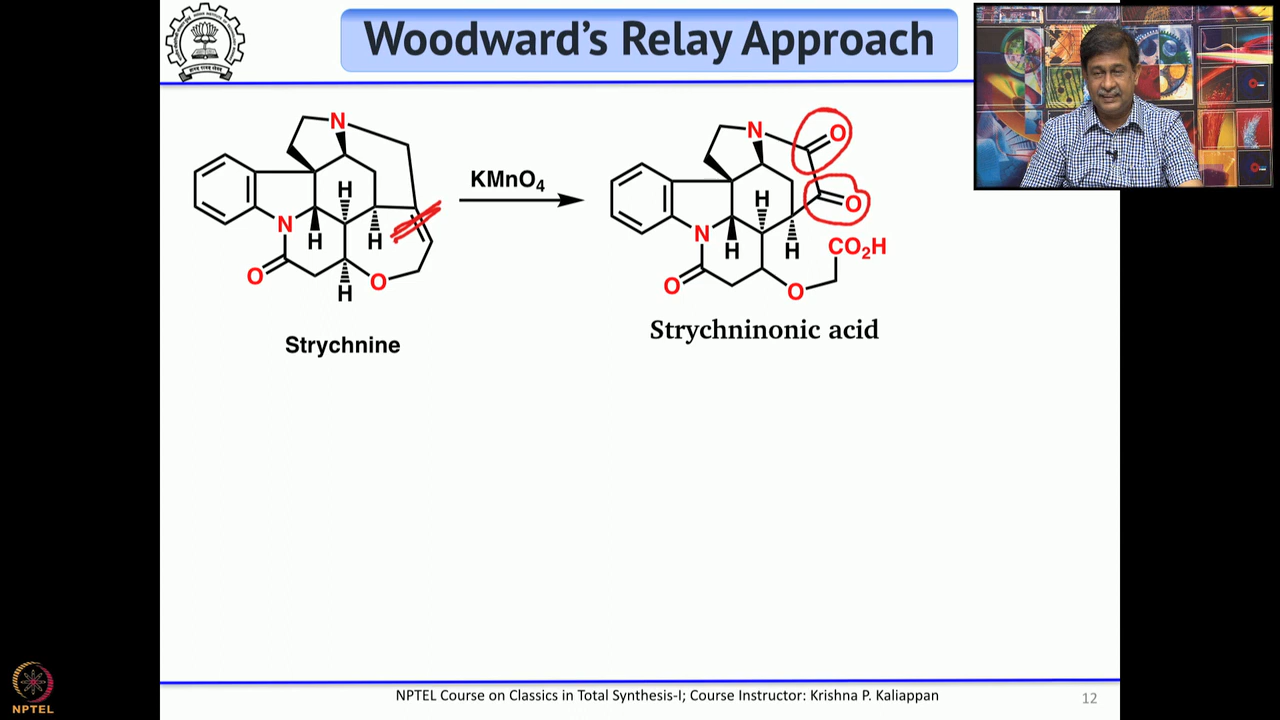 Woodward's Relay Approach
N
H
N
H
H
O
O
H
Strychnine
KMnO4
N
O
O
H
N
H
H
CO2H
O
O
Strychninonic acid
NPTEL
NPTEL Course on Classics in Total Synthesis-I; Course Instructor: Krishna P. Kaliappan
12